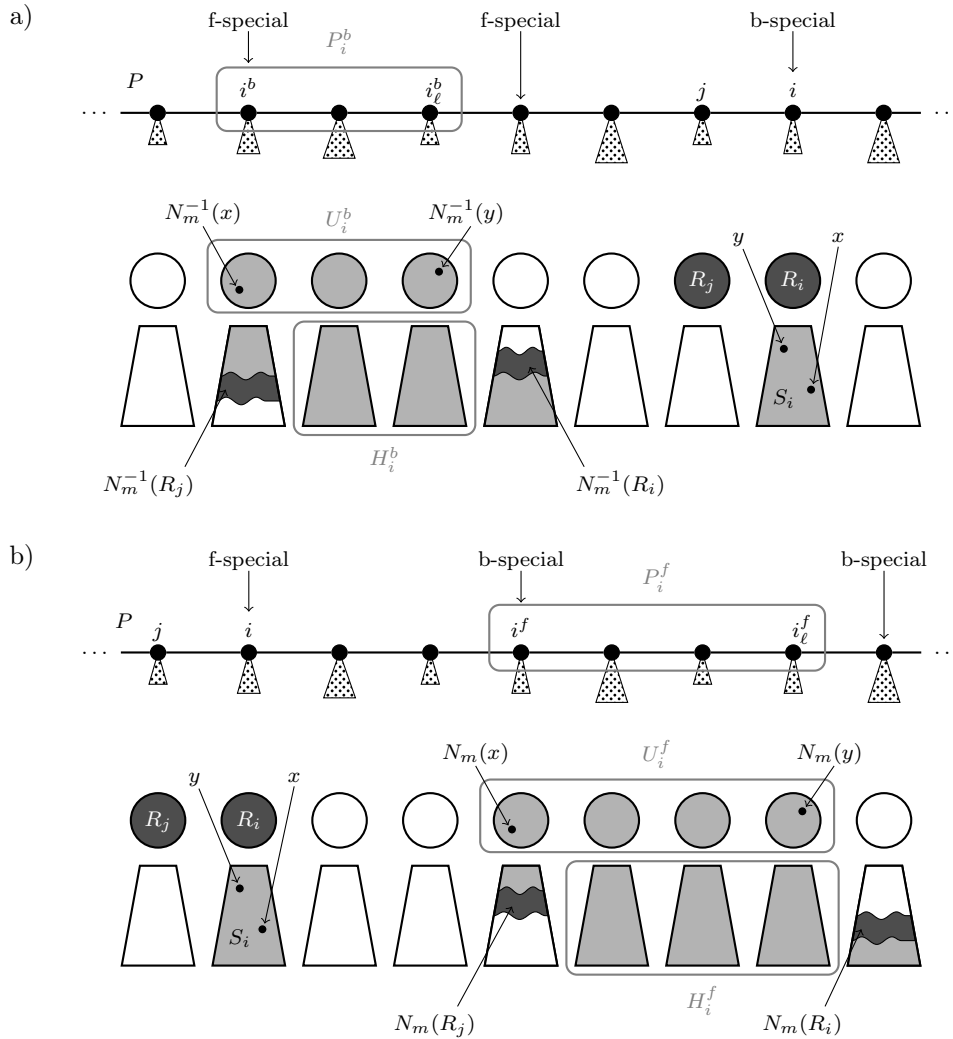 a)
f-special f-special b-special
P_i^b
P
i^b i_ℓ^b j i
··· ··
N_m^{-1}(x) U_i^b N_m^{-1}(y)
y x
R_j R_i
S_i
H_i^b
N_m^{-1}(R_j) N_m^{-1}(R_i)
b)
f-special b-special b-special
P_i^f
P
j i i^f i_ℓ^f
··· ··
N_m(x) U_i^f N_m(y)
y x
R_j R_i
S_i
H_i^f
N_m(R_j) N_m(R_i)